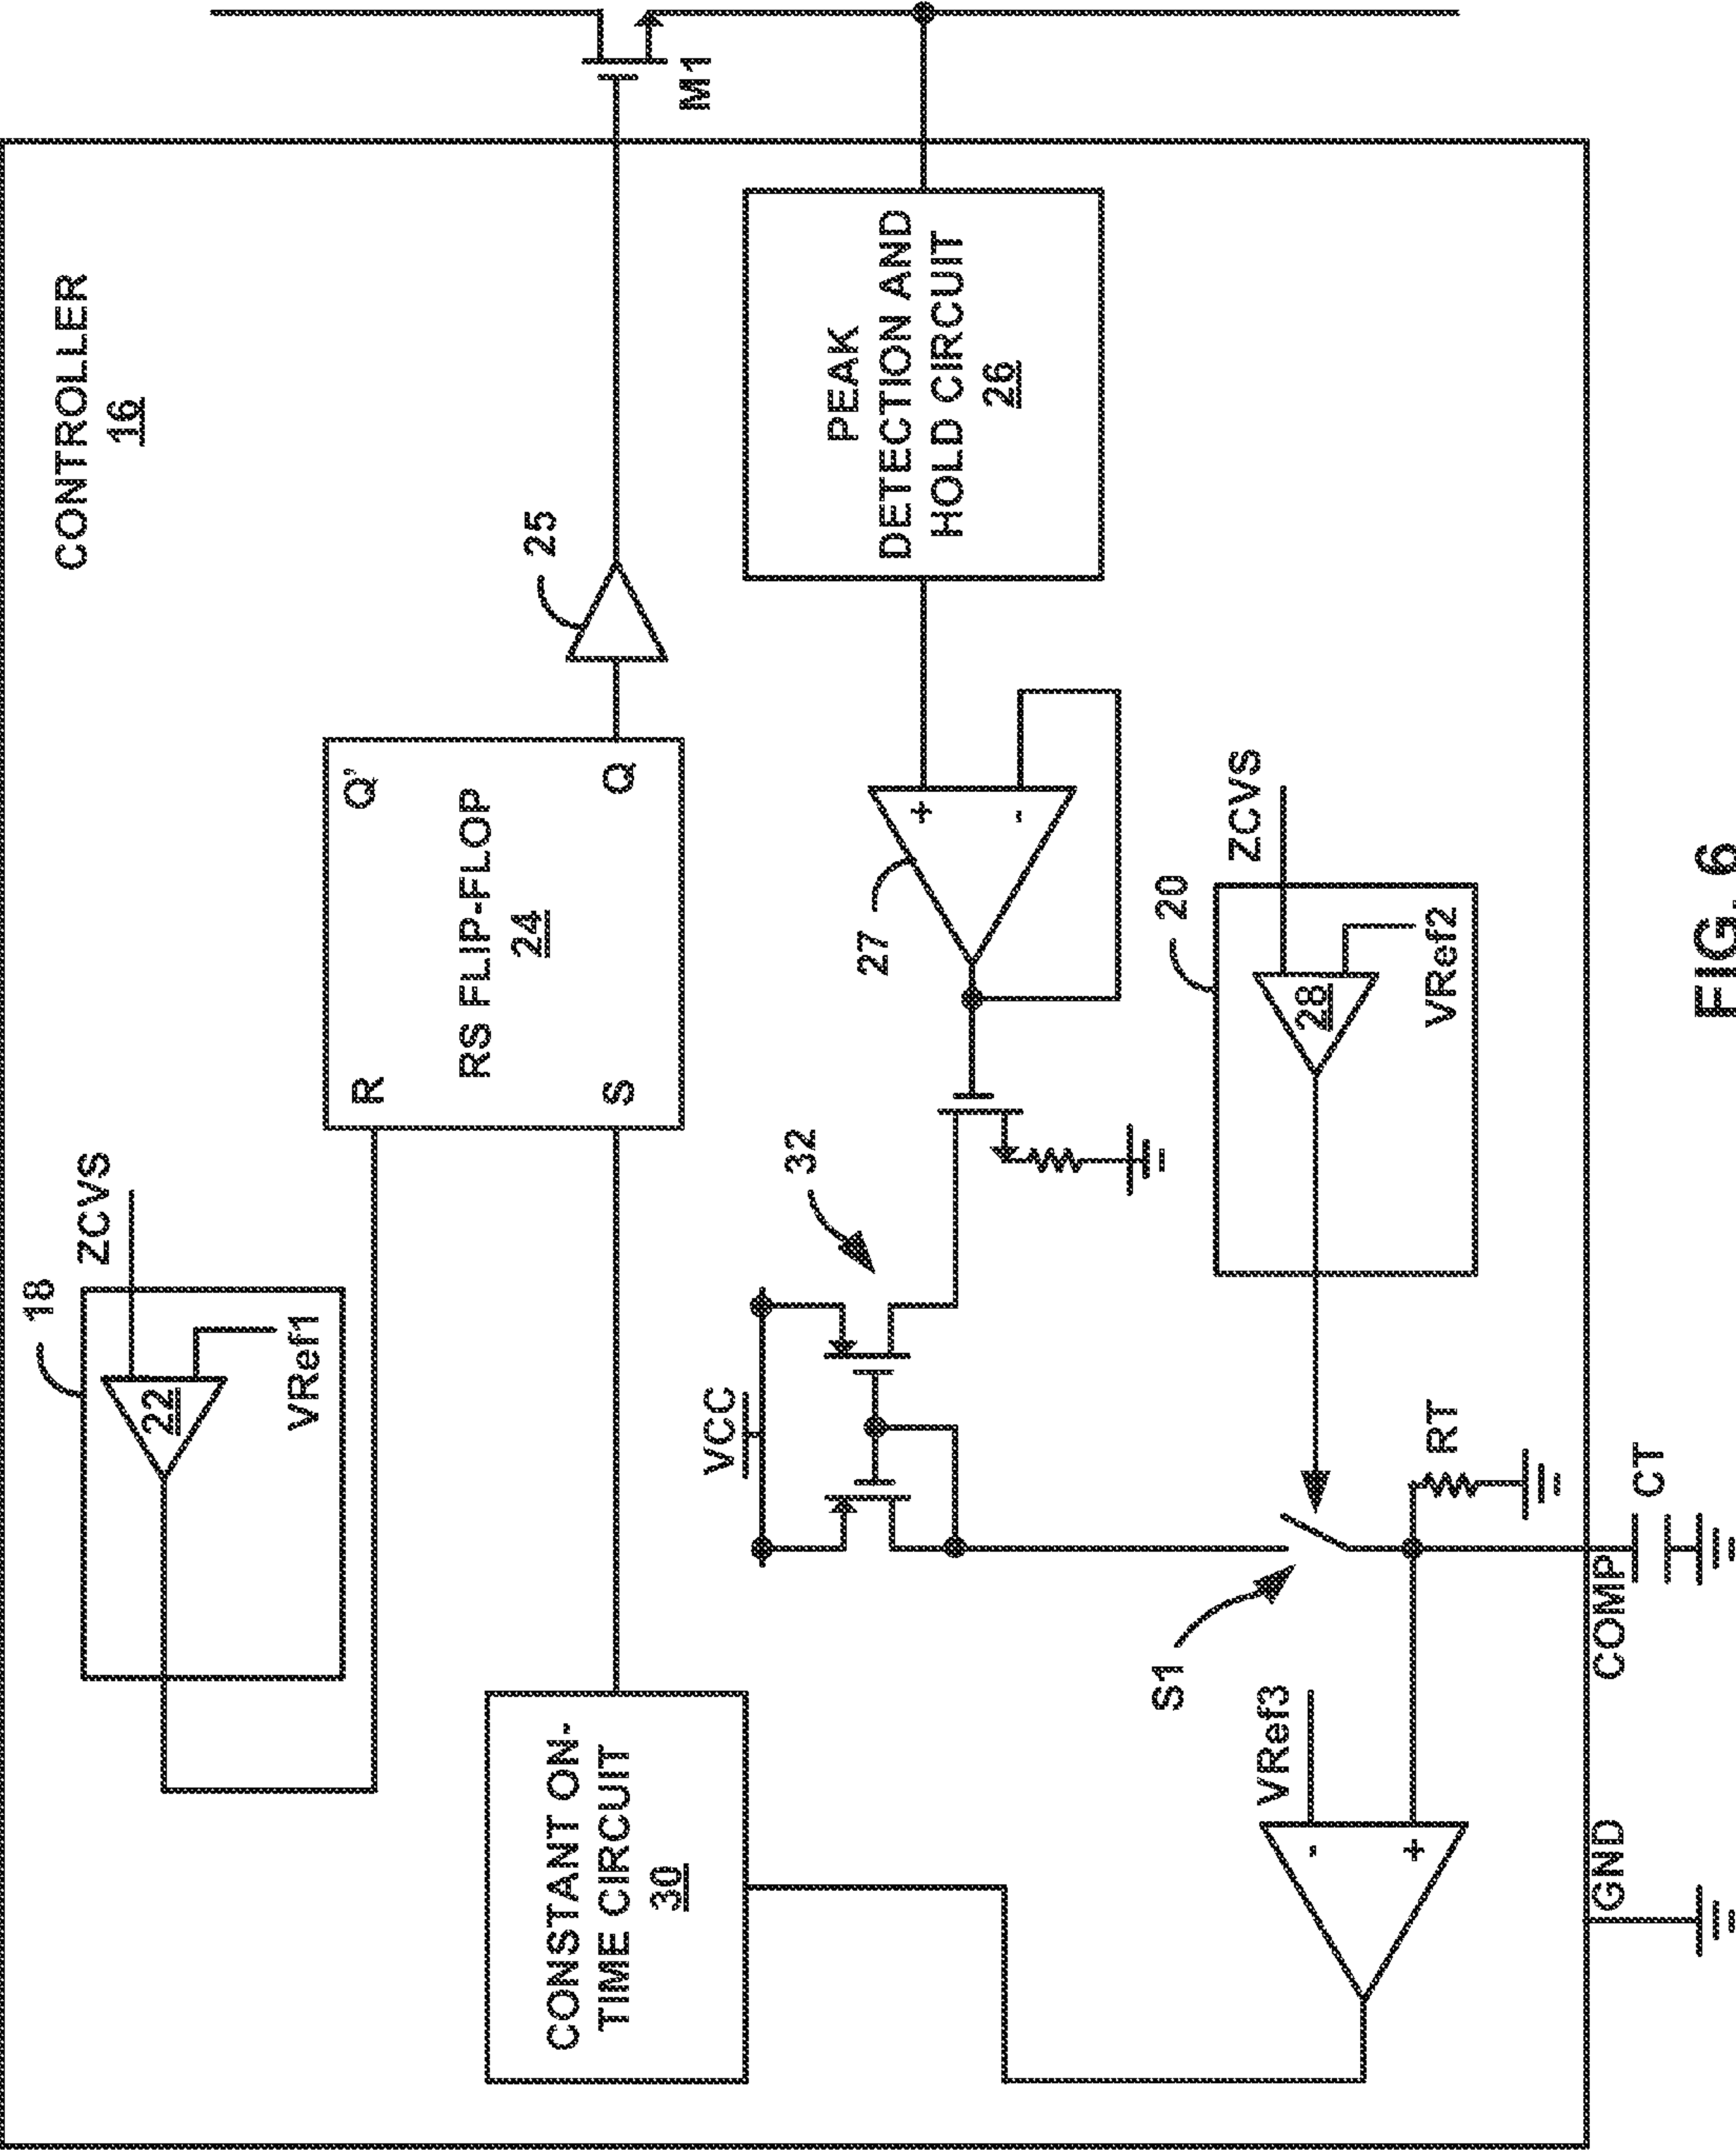 CONTROLLER
16
18
ZCVS
22
VRef1
R
Q'
RS FLIP-FLOP
24
S
Q
25
M1
CONSTANT ON-
TIME CIRCUIT
30
VCC
32
27
+
-
PEAK
DETECTION AND
HOLD CIRCUIT
26
S1
20
ZCVS
28
VRef2
VRef3
-
+
RT
GND
COMP
CT
FIG. 6